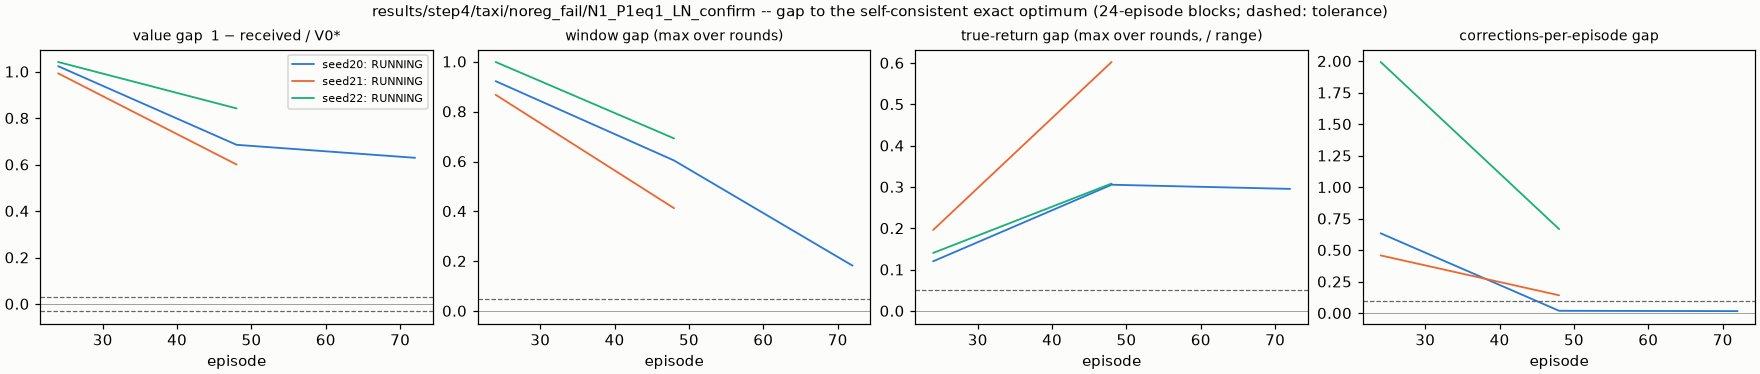 results/step4/taxi/noreg_fail/N1_P1eq1_LN_confirm -- gap to the self-consistent exact optimum (24-episode blocks; dashed: tolerance)
value gap 1 − received / V0*
1.0
0.8
0.6
0.4
0.2
0.0
seed20: RUNNING
seed21: RUNNING
seed22: RUNNING
30 40 50 60 70
episode
window gap (max over rounds)
1.0
0.8
0.6
0.4
0.2
0.0
30 40 50 60 70
episode
true-return gap (max over rounds, / range)
0.6
0.5
0.4
0.3
0.2
0.1
0.0
30 40 50 60 70
episode
corrections-per-episode gap
2.00
1.75
1.50
1.25
1.00
0.75
0.50
0.25
0.00
30 40 50 60 70
episode